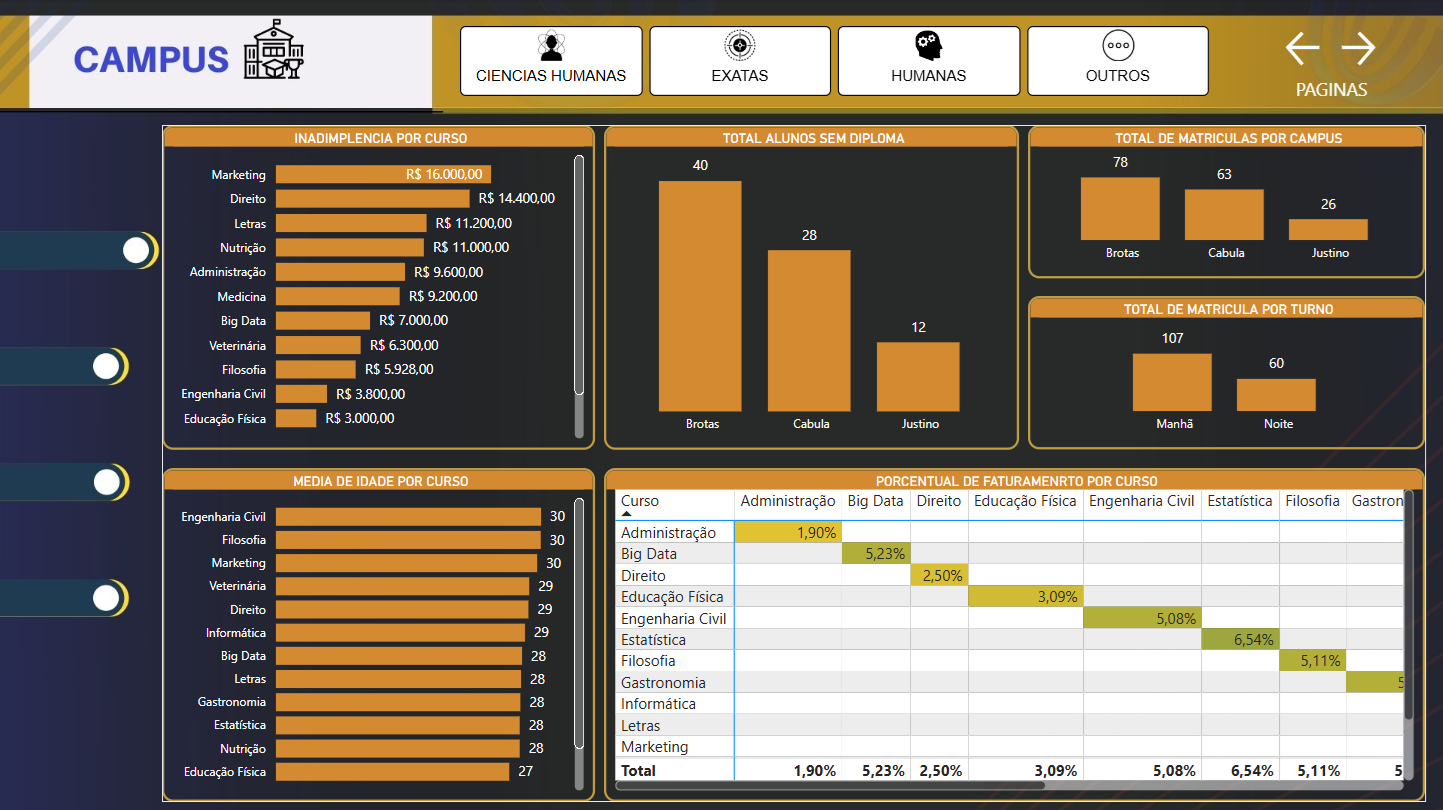 CAMPUS
CIENCIAS HUMANAS
EXATAS
HUMANAS
OUTROS
PAGINAS
INADIMPLENCIA POR CURSO
Marketing R$ 16.000,00
Direito R$ 14.400,00
Letras R$ 11.200,00
Nutrição R$ 11.000,00
Administração R$ 9.600,00
Medicina R$ 9.200,00
Big Data R$ 7.000,00
Veterinária R$ 6.300,00
Filosofia R$ 5.928,00
Engenharia Civil R$ 3.800,00
Educação Física R$ 3.000,00
TOTAL ALUNOS SEM DIPLOMA
40
28
12
Brotas Cabula Justino
TOTAL DE MATRICULAS POR CAMPUS
78
63
26
Brotas Cabula Justino
TOTAL DE MATRICULA POR TURNO
107
60
Manhã Noite
MEDIA DE IDADE POR CURSO
Engenharia Civil 30
Filosofia 30
Marketing 30
Veterinária 29
Direito 29
Informática 29
Big Data 28
Letras 28
Gastronomia 28
Estatística 28
Nutrição 28
Educação Física 27
PORCENTUAL DE FATURAMENRTO POR CURSO
Curso Administração Big Data Direito Educação Física Engenharia Civil Estatística Filosofia Gastron
Administração 1,90%
Big Data 5,23%
Direito 2,50%
Educação Física 3,09%
Engenharia Civil 5,08%
Estatística 6,54%
Filosofia 5,11%
Gastronomia 5
Informática
Letras
Marketing
Total 1,90% 5,23% 2,50% 3,09% 5,08% 6,54% 5,11% 5